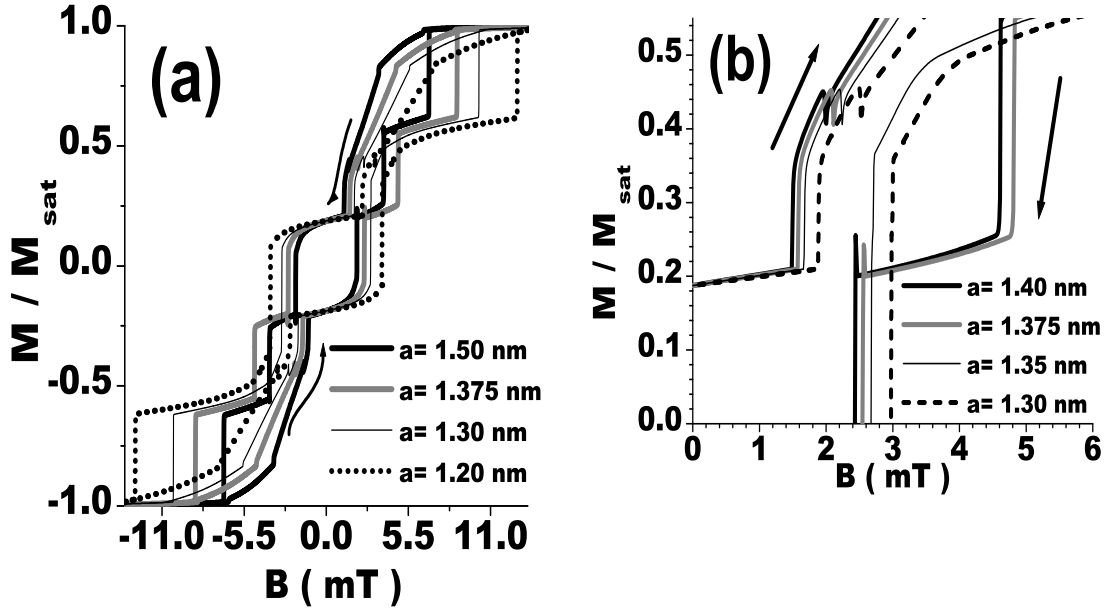 (a)
1.0
0.5
0.0
-0.5
-1.0
M / M sat
-11.0 -5.5 0.0 5.5 11.0
B ( mT )
a= 1.50 nm
a= 1.375 nm
a= 1.30 nm
a= 1.20 nm
(b)
0.5
0.4
0.3
0.2
0.1
0.0
M / M sat
0 1 2 3 4 5 6
B ( mT )
a= 1.40 nm
a= 1.375 nm
a= 1.35 nm
a= 1.30 nm